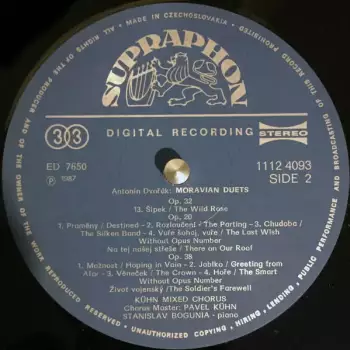 MADE IN CZECHOSLOVAKIA
ALL RIGHTS OF THE PRODUCER AND OF THE OWNER OF THE WORK REPRODUCED RESERVED
UNAUTHORIZED COPYING • HIRING • LENDING • PUBLIC PERFORMANCE AND BROADCASTING OF THIS RECORD PROHIBITED
SUPRAPHON
33
DIGITAL RECORDING
STEREO
EU 7650
℗ 1987
1112 4093
SIDE 2
Antonín Dvořák: MORAVIAN DUETS
Op. 32
13. Šípek / The Wild Rose
Op. 20
1. Proměny / Destined - 2. Rozloučení / The Parting - 3. Chudoba /
The Silken Band - 4. Vuře šohaj, vuře / The Last Wish
Without Opus Number
Na tej našej střeše / There on Our Roof
Op. 38
1. Možnost / Hoping in Vain - 2. Jablko / Greeting from
Afar - 3. Věneček / The Crown - 4. Hoře / The Smart
Without Opus Number
Život vojenský / The Soldier's Farewell
KÜHN MIXED CHORUS
Chorus Master: PAVEL KÜHN
STANISLAV BOGUNIA - piano